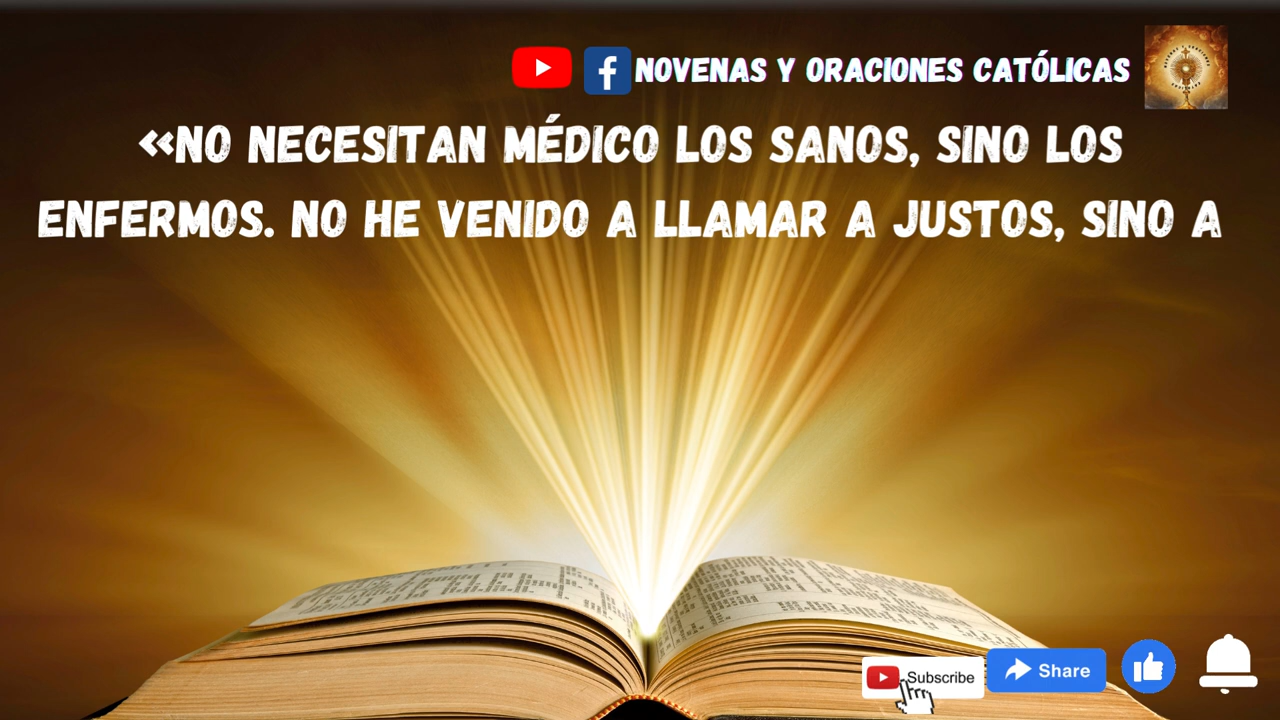 NOVENAS Y ORACIONES CATÓLICAS
«NO NECESITAN MÉDICO LOS SANOS, SINO LOS
ENFERMOS. NO HE VENIDO A LLAMAR A JUSTOS, SINO A
Subscribe
Share